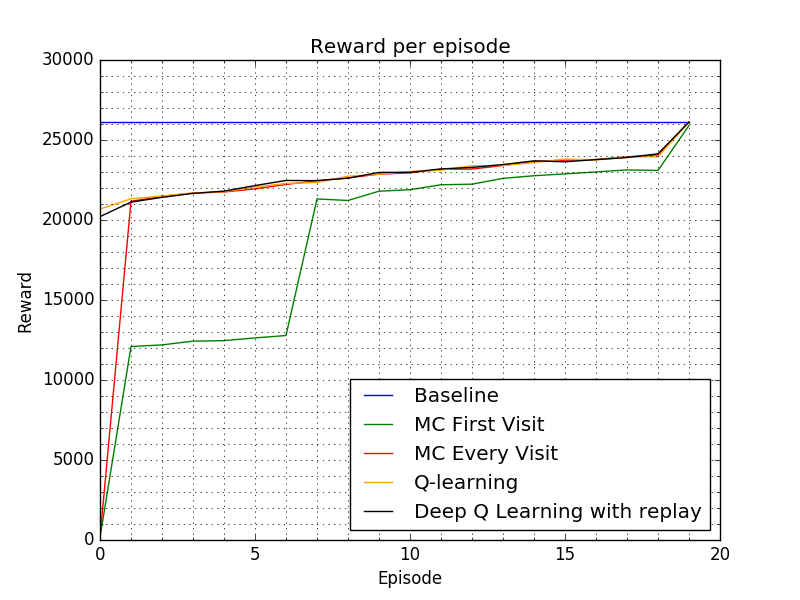 Reward per episode
30000
25000
20000
15000
10000
5000
0
Reward
0 5 10 15 20
Episode
Baseline
MC First Visit
MC Every Visit
Q-learning
Deep Q Learning with replay